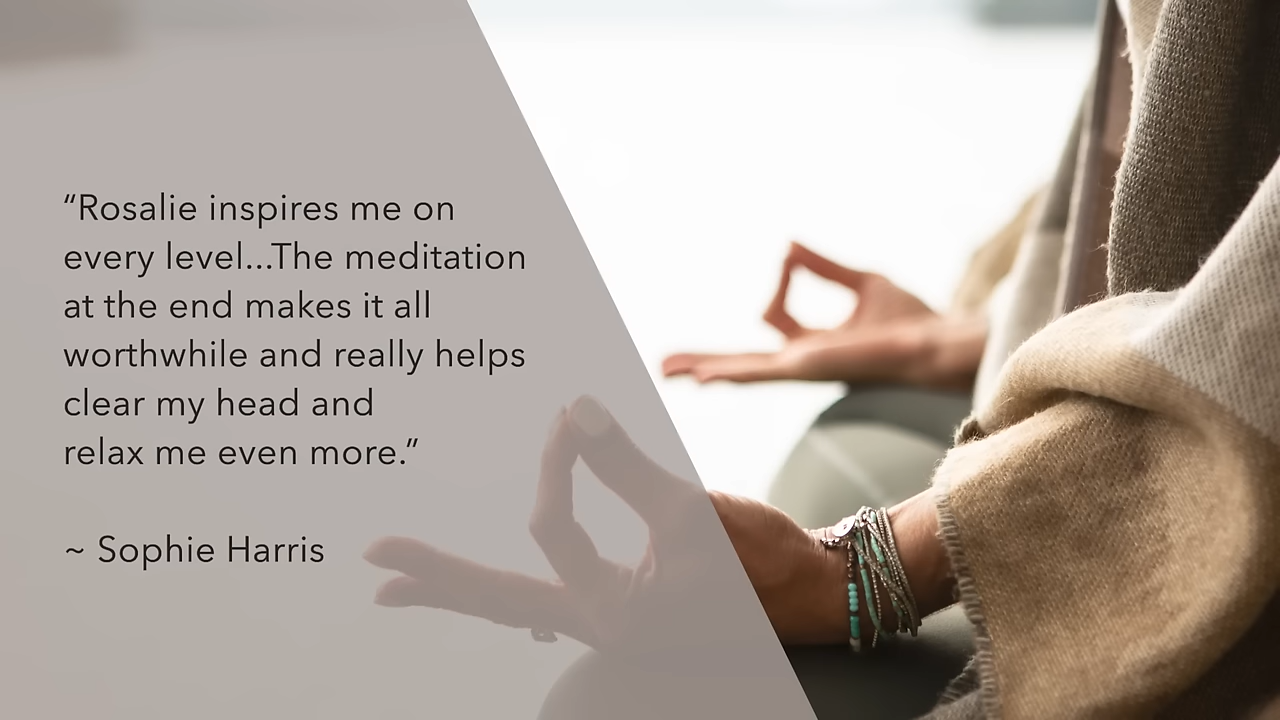 “Rosalie inspires me on
every level...The meditation
at the end makes it all
worthwhile and really helps
clear my head and
relax me even more.”
~ Sophie Harris